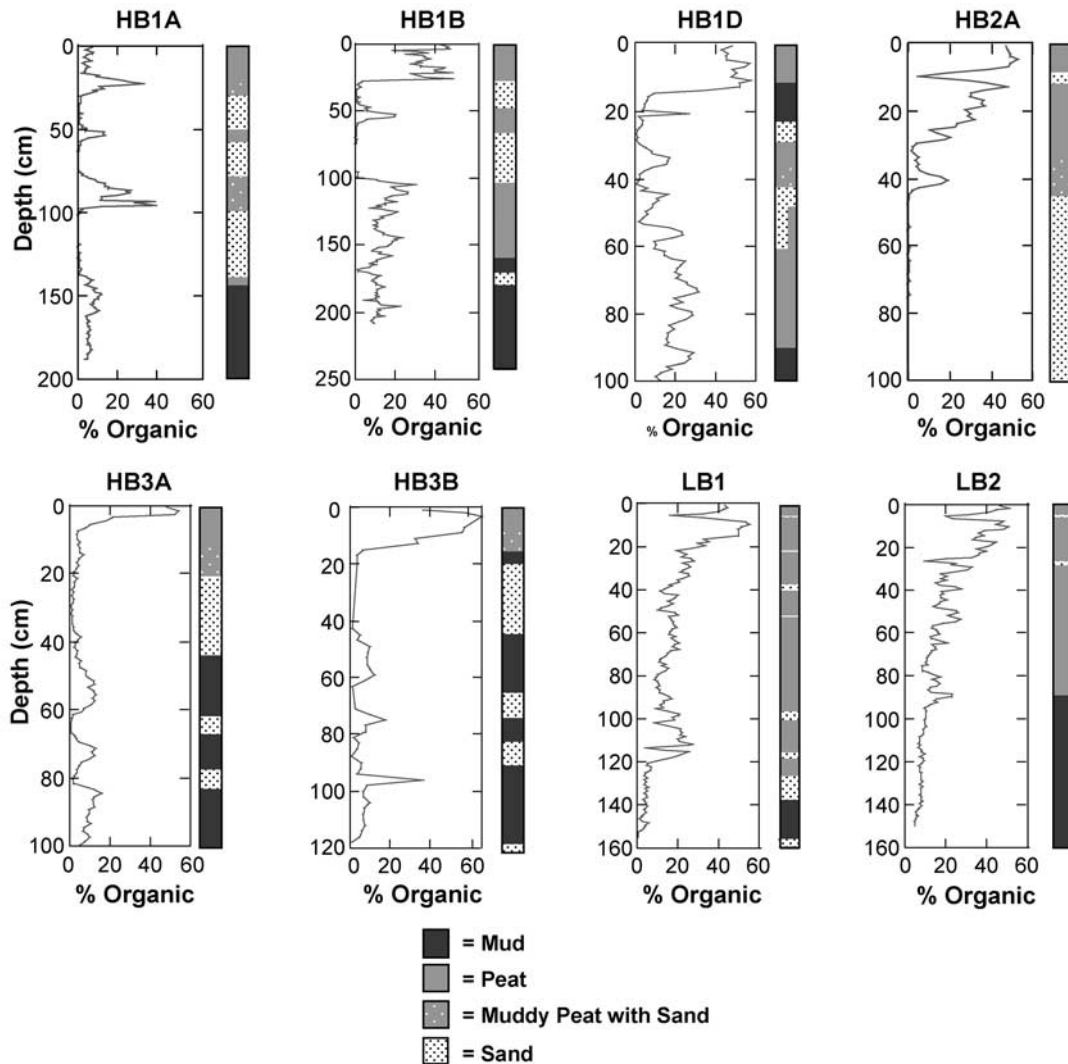 HB1A
HB1B
HB1D
HB2A
Depth (cm)
0
50
100
150
200
0 20 40 60
% Organic
0
50
100
150
200
250
0 20 40 60
% Organic
0
20
40
60
80
100
0 20 40 60
% Organic
0
20
40
60
80
100
0 20 40 60
% Organic
HB3A
HB3B
LB1
LB2
Depth (cm)
0
20
40
60
80
100
0 20 40 60
% Organic
0
20
40
60
80
100
120
0 20 40 60
% Organic
0
20
40
60
80
100
120
140
160
0 20 40 60
% Organic
0
20
40
60
80
100
120
140
160
0 20 40 60
% Organic
= Mud
= Peat
= Muddy Peat with Sand
= Sand